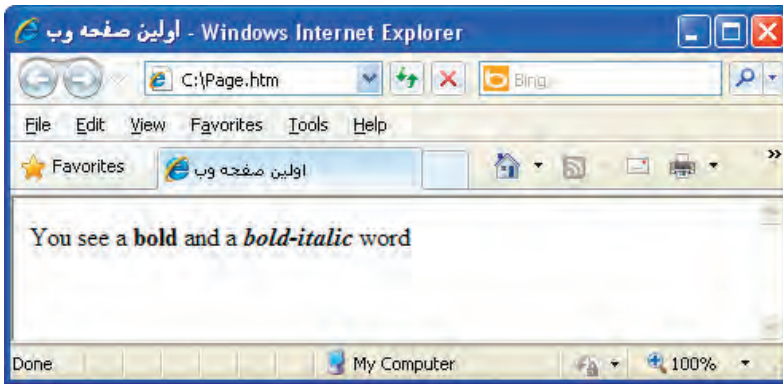 اولین صفحه وب - Windows Internet Explorer
C:\Page.htm Bing
File Edit View Favorites Tools Help
Favorites اولین صفحه وب
You see a bold and a bold-italic word
Done My Computer 100%